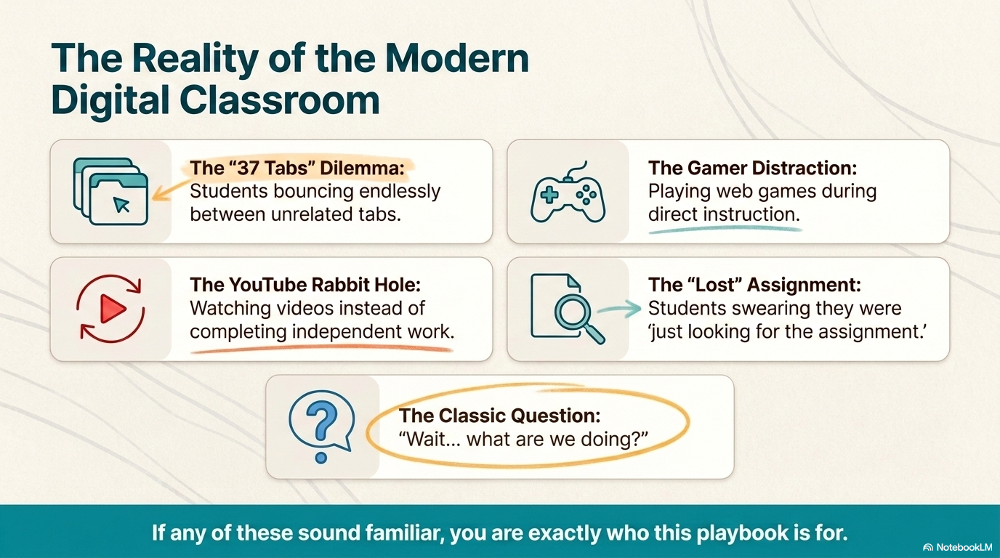 The Reality of the Modern
Digital Classroom
The “37 Tabs” Dilemma:
Students bouncing endlessly
between unrelated tabs.
The Gamer Distraction:
Playing web games during
direct instruction.
The YouTube Rabbit Hole:
Watching videos instead of
completing independent work.
The “Lost” Assignment:
Students swearing they were
‘just looking for the assignment.’
?
The Classic Question:
“Wait... what are we doing?”
If any of these sound familiar, you are exactly who this playbook is for.
NotebookLM